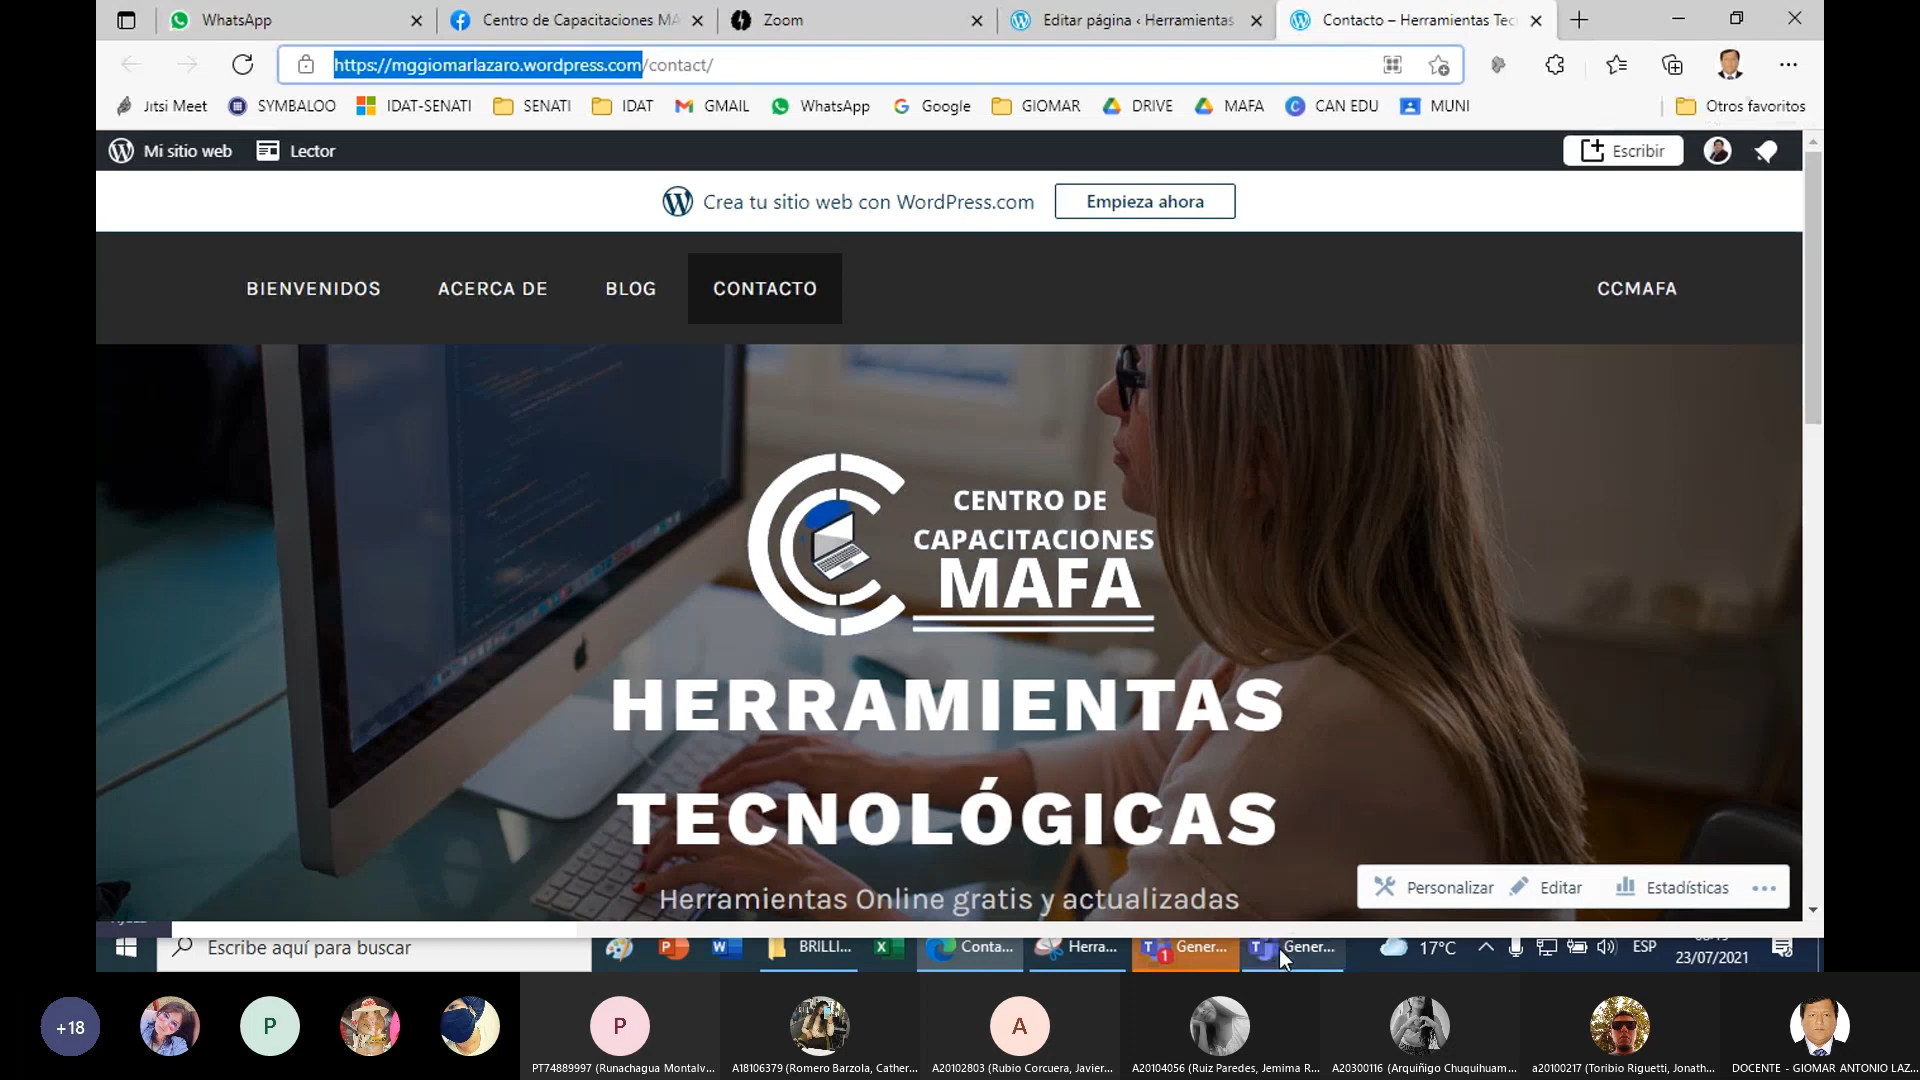 WhatsApp
Centro de Capacitaciones MA
Zoom
Editar página ‹ Herramientas
Contacto – Herramientas Tec
https://mggiomarlazaro.wordpress.com/contact/
Jitsi Meet
SYMBALOO
IDAT-SENATI
SENATI
IDAT
GMAIL
WhatsApp
Google
GIOMAR
DRIVE
MAFA
CAN EDU
MUNI
Otros favoritos
Mi sitio web
Lector
Escribir
Crea tu sitio web con WordPress.com
Empieza ahora
BIENVENIDOS
ACERCA DE
BLOG
CONTACTO
CCMAFA
CENTRO DE
CAPACITACIONES
MAFA
HERRAMIENTAS
TECNOLÓGICAS
Herramientas Online gratis y actualizadas
Personalizar
Editar
Estadísticas
Escribe aquí para buscar
BRILLI...
Conta...
Herra...
1
Gener...
Gener...
17°C
ESP
23/07/2021
+18
P
P
A
PT74889997 (Runachagua Montalv...
A18106379 (Romero Barzola, Cather...
A20102803 (Rubio Corcuera, Javier...
A20104056 (Ruiz Paredes, Jemima R...
A20300116 (Arquiñigo Chuquihuam...
a20100217 (Toribio Riguetti, Jonath...
DOCENTE - GIOMAR ANTONIO LAZ...